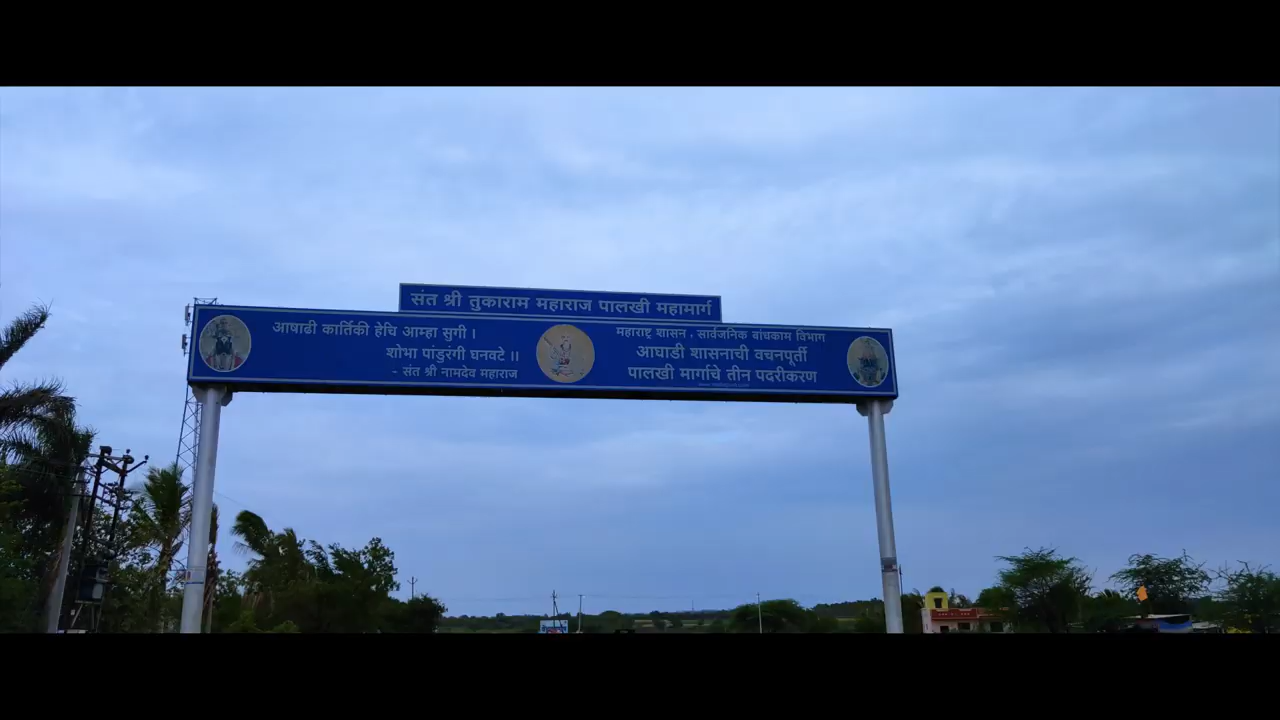 संत श्री तुकाराम महाराज पालखी महामार्ग
आषाढी कार्तिकी हेचि आम्हा सुगी ।
शोभा पांडुरंगी घनवटे ॥
- संत श्री नामदेव महाराज
महाराष्ट्र शासन , सार्वजनिक बांधकाम विभाग
आघाडी शासनाची वचनपूर्ती
पालखी मार्गाचे तीन पदरीकरण